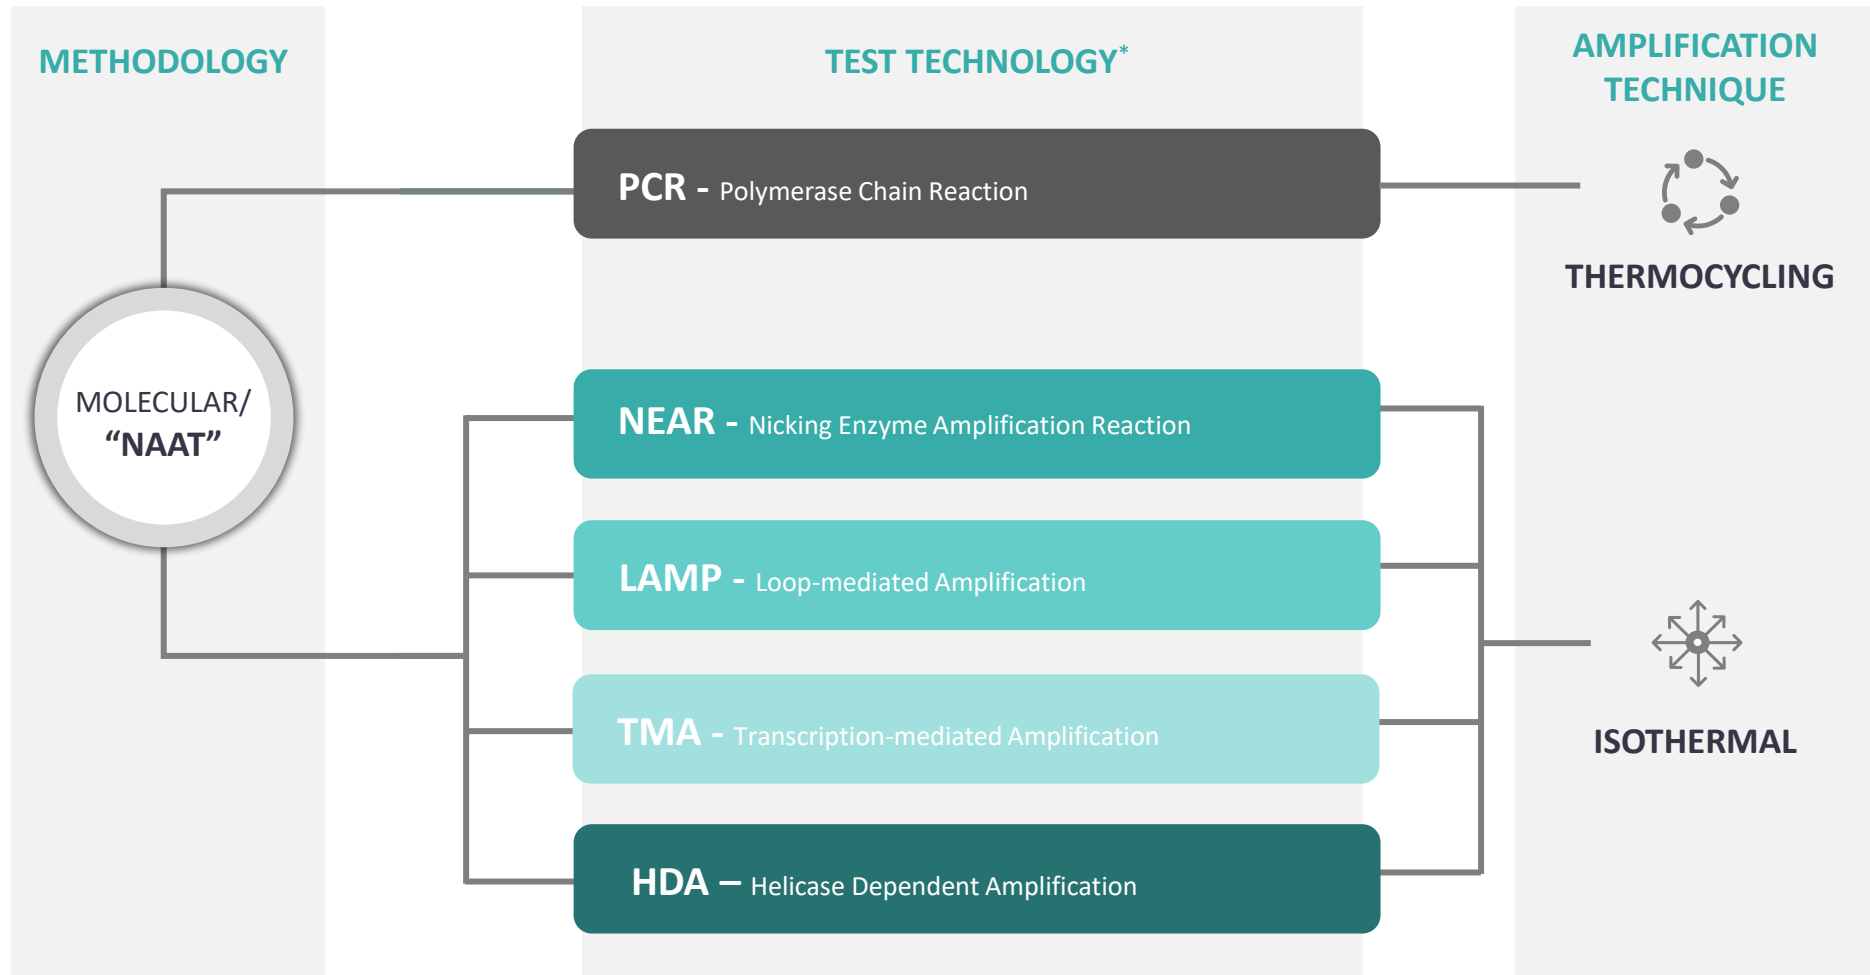 METHODOLOGY
TEST TECHNOLOGY*
AMPLIFICATION
TECHNIQUE
PCR - Polymerase Chain Reaction
THERMOCYCLING
MOLECULAR/
“NAAT”
NEAR - Nicking Enzyme Amplification Reaction
LAMP - Loop-mediated Amplification
TMA - Transcription-mediated Amplification
ISOTHERMAL
HDA – Helicase Dependent Amplification